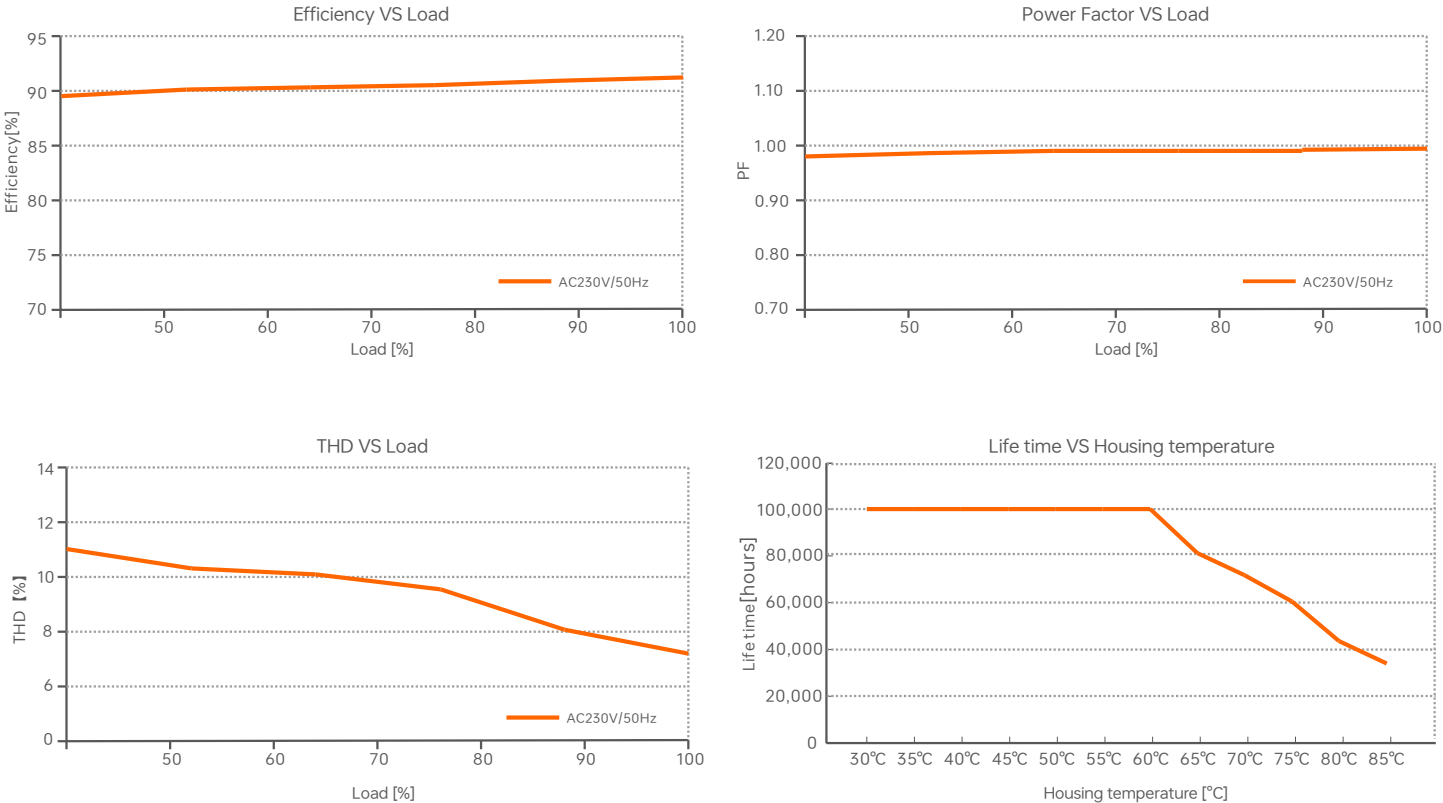 Efficiency VS Load
95
90
85
80
75
70
Efficiency[%]
AC230V/50Hz
50 60 70 80 90 100
Load [%]
Power Factor VS Load
1.20
1.10
1.00
0.90
0.80
0.70
PF
AC230V/50Hz
50 60 70 80 90 100
Load [%]
THD VS Load
14
12
10
8
6
0
THD【%】
AC230V/50Hz
50 60 70 80 90 100
Load [%]
Life time VS Housing temperature
120,000
100,000
80,000
60,000
40,000
20,000
0
Life time[hours]
30℃ 35℃ 40℃ 45℃ 50℃ 55℃ 60℃ 65℃ 70℃ 75℃ 80℃ 85℃
Housing temperature [°C]